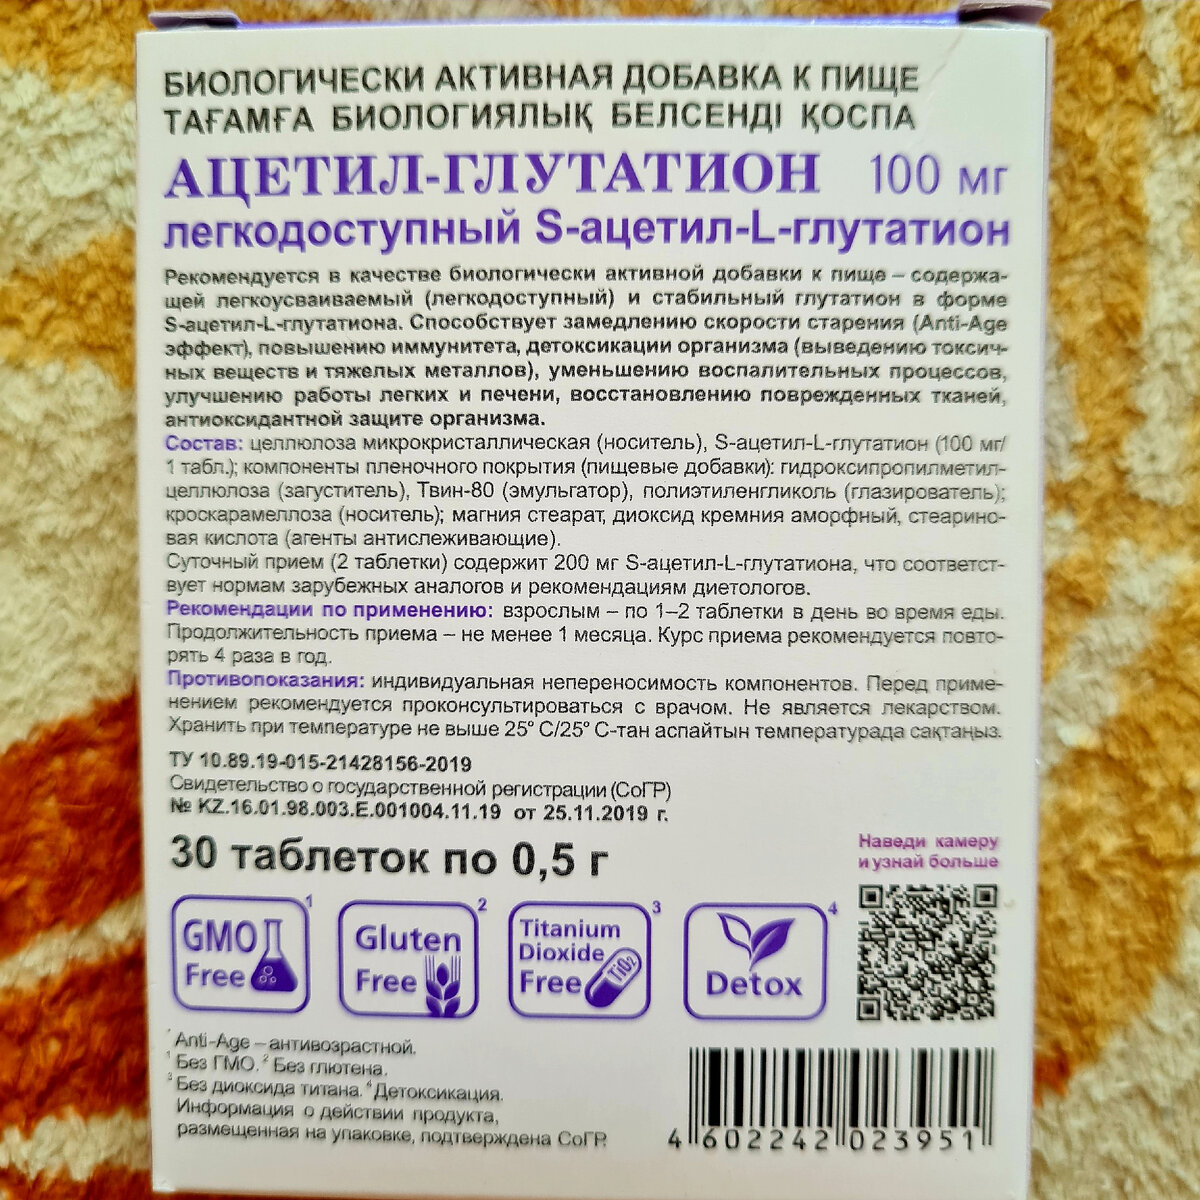 БИОЛОГИЧЕСКИ АКТИВНАЯ ДОБАВКА К ПИЩЕ
ТАҒАМҒА БИОЛОГИЯЛЫҚ БЕЛСЕНДІ ҚОСПА
АЦЕТИЛ-ГЛУТАТИОН 100 мг
легкодоступный S-ацетил-L-глутатион
Рекомендуется в качестве биологически активной добавки к пище – содержа-
щей легкоусваиваемый (легкодоступный) и стабильный глутатион в форме
S-ацетил-L-глутатиона. Способствует замедлению скорости старения (Anti-Age
эффект), повышению иммунитета, детоксикации организма (выведению токсич-
ных веществ и тяжелых металлов), уменьшению воспалительных процессов,
улучшению работы легких и печени, восстановлению поврежденных тканей,
антиоксидантной защите организма.
Состав: целлюлоза микрокристаллическая (носитель), S-ацетил-L-глутатион (100 мг/
1 табл.); компоненты пленочного покрытия (пищевые добавки): гидроксипропилметил-
целлюлоза (загуститель), Твин-80 (эмульгатор), полиэтиленгликоль (глазирователь);
кроскарамеллоза (носитель); магния стеарат, диоксид кремния аморфный, стеарино-
вая кислота (агенты антислеживающие).
Суточный прием (2 таблетки) содержит 200 мг S-ацетил-L-глутатиона, что соответст-
вует нормам зарубежных аналогов и рекомендациям диетологов.
Рекомендации по применению: взрослым – по 1–2 таблетки в день во время еды.
Продолжительность приема – не менее 1 месяца. Курс приема рекомендуется повто-
рять 4 раза в год.
Противопоказания: индивидуальная непереносимость компонентов. Перед приме-
нением рекомендуется проконсультироваться с врачом. Не является лекарством.
Хранить при температуре не выше 25° С/25° С-тан аспайтын температурада сақтаңыз.
ТУ 10.89.19-015-21428156-2019
Свидетельство о государственной регистрации (СоГР)
№ KZ.16.01.98.003.E.001004.11.19 от 25.11.2019 г.
30 таблеток по 0,5 г
Наведи камеру
и узнай больше
GMO Free 1
Gluten Free 2
Titanium Dioxide Free TiO2 3
Detox 4
* Anti-Age – антивозрастной.
1 Без ГМО. 2 Без глютена.
3 Без диоксида титана. 4 Детоксикация.
Информация о действии продукта,
размещенная на упаковке, подтверждена СоГР.
4 602242 023951